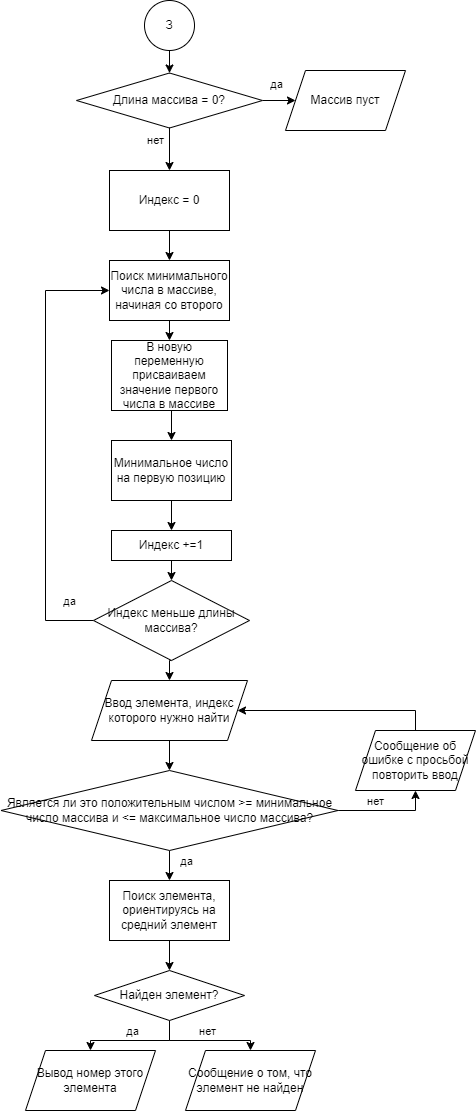 3
Длина массива = 0?
да
Массив пуст
нет
Индекс = 0
Поиск минимального
числа в массиве,
начиная со второго
В новую
переменную
присваиваем
значение первого
числа в массиве
Минимальное число
на первую позицию
Индекс +=1
Индекс меньше длины
массива?
да
Ввод элемента, индекс
которого нужно найти
Сообщение об
ошибке с просьбой
повторить ввод
Является ли это положительным числом >= минимальное
число массива и <= максимальное число массива?
нет
да
Поиск элемента,
ориентируясь на
средний элемент
Найден элемент?
да
нет
Вывод номер этого
элемента
Сообщение о том, что
элемент не найден